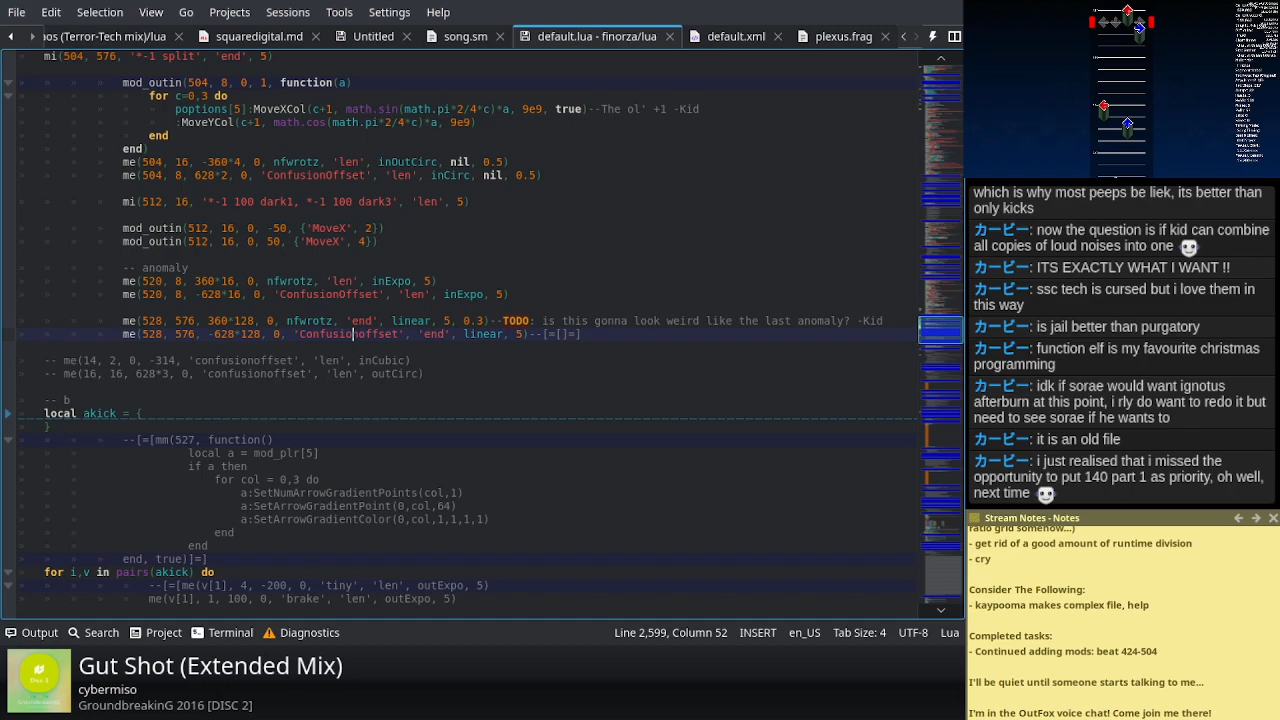 File Edit Selection View Go Projects Sessions Tools Settings Help
os (Terror-Tech mix)/lua squaredigital.md Untitled song.sm default.lua - finorza/lua default.xml plexus.frag
mi(504, 576, '*-1 split', 'end', 5)
mod_outin(504, 8, 0, 1, function(a)
for c=0,3 do
poptions[5]:MoveXCol(c+1, math.sin(math.pi*2/4*c)*a, 9e9, true)--The ol' +1 -Kid
:MoveYCol(c+1, math.cos(math.pi*2/4*c)*a, 9e9)
end
end)
me(504, 16, -360*4, 0, nfwrotz, 'len', inOutCirc, nil, 0.5)
me(504, 8, 628*2, 0, 'ConfusionOffset', 'len', inCirc, nil, 0.5)
mi(512, 16, '*-1 100 dark1, *-1 100 dark3', 'len', 5)
mod_outin(512, 16, 0, -50, {'MoveX', 2})
mod_outin(512, 16, 0, 50, {'MoveX', 4})
-- anomaly
me(520, 8, 360*16, 0, nfwrotz, 'len', inExpo, 5)
me(520, 8, -628*16, 0, 'ConfusionOffset', 'len', inExpo, 5)
me(528, 576, 360*128, 0, nfwrotz, 'end', linear, 5, 0.3)--TODO: is this gonna look weird like the last anomaly? -Kid
me(528, 576, -628*128, 0, 'Confusionoffset', 'end', linear, 5)--[=[]=]
-- me(14, 2, 0, -314, 'confusionoffset', 'len', inCubic)
-- me(16, 16, 628*3, 0, 'confusionoffset', 'len', outCirc)
-- b
local akick = {
}
--[=[mm(527, function()
local a = mod_plr[5]
if a then
for col = 0,3 do
a:SetNumArrowGradientPoints(col,1)
a:SetArrowGradientPoint(0,col,64)
a:SetArrowGradientColor(0,col,1,1,1,1)
end
end
end, true)]=]
for i,v in pairs(akick) do
--[=[me(v[1], 4, -200, 0, 'tiny', 'len', outExpo, 5)
me(v[1], 1, 100, 0, 'brake', 'len', outExpo, 5)
Output Search Project Terminal Diagnostics Line 2,599, Column 52 INSERT en_US Tab Size: 4 UTF-8 Lua
Disc 2
Gut Shot (Extended Mix)
cybermiso
GroundbreakinG 2016 [DISC 2]
which is why most peeps be liek, its better than
only kicks
カービー: now the question is if kid can combine
all copies of loud noises into one
カービー: ITS EXACTLY WHAT I WANT !!
カービー: ssc tech is cursed but i love them in
this way
カービー: is jail better than purgatory
カービー: function elf is my favourite christmas
programming
カービー: idk if sorae would want ignotus
afterburn at this point, i rly do want to redo it but
need to see sorae if he wants to
カービー: it is an old file
カービー: i just realised that i missed the
opportunity to put 140 part 1 as priority, oh well,
next time
Stream Notes - Notes
(ratio grid somehow...)
- get rid of a good amount of runtime division
- cry
Consider The Following:
- kaypooma makes complex file, help
Completed tasks:
- Continued adding mods: beat 424-504
I'll be quiet until someone starts talking to me...
I'm in the OutFox voice chat! Come join me there!